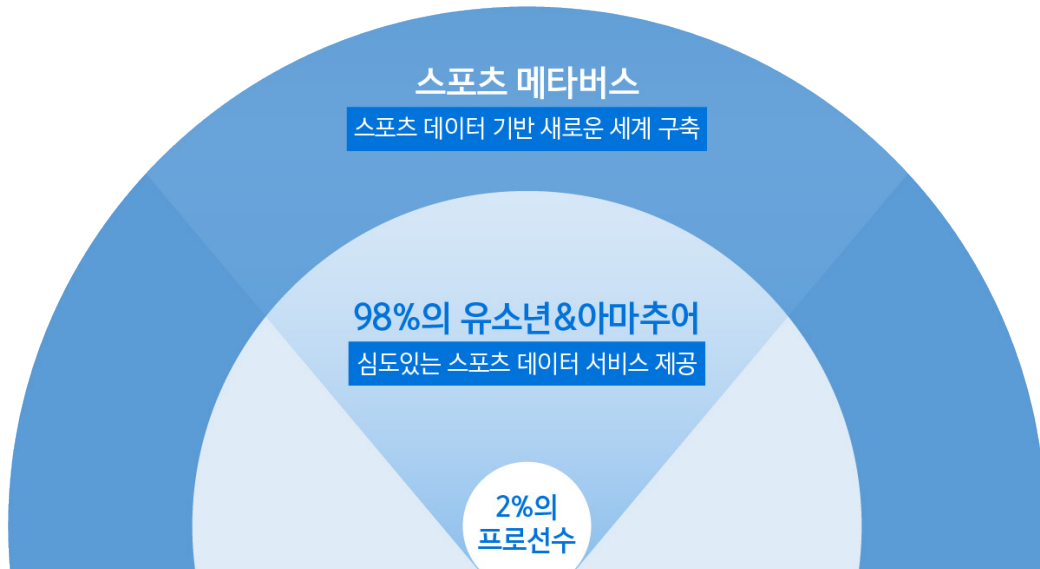 스포츠 메타버스
스포츠 데이터 기반 새로운 세계 구축
98%의 유소년&아마추어
심도있는 스포츠 데이터 서비스 제공
2%의
프로선수